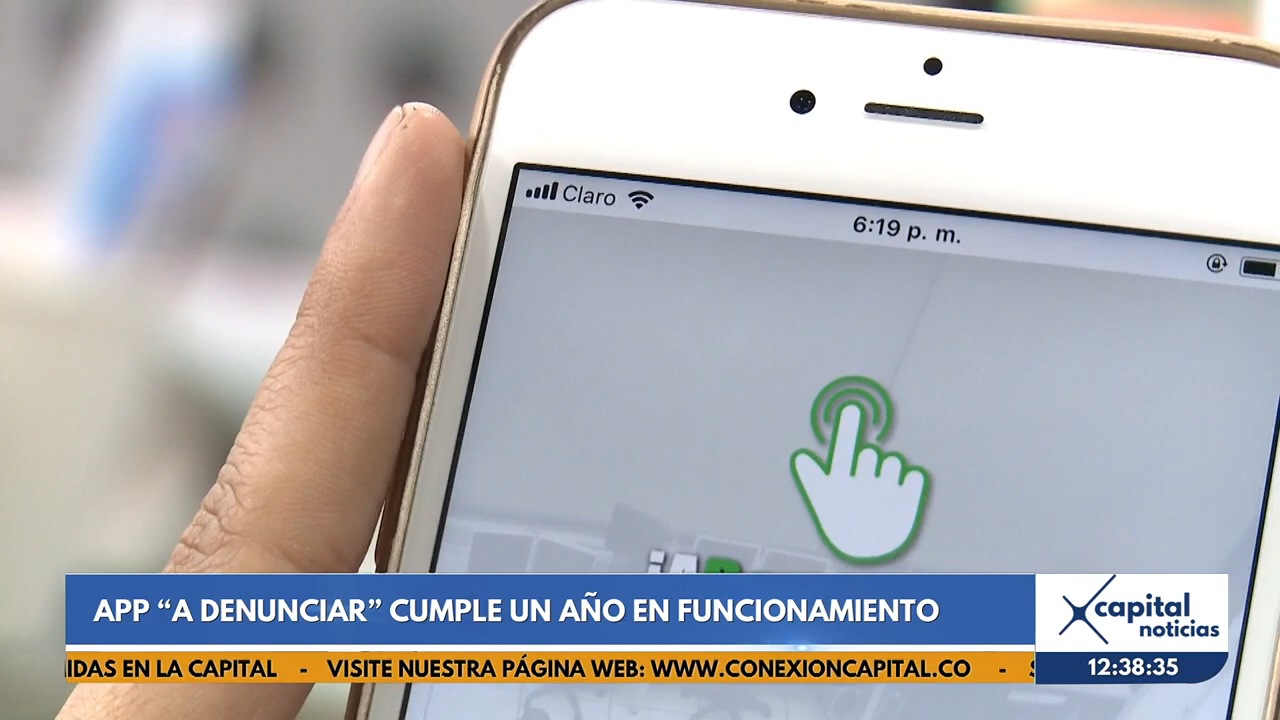 Claro
6:19 p. m.
APP “A DENUNCIAR” CUMPLE UN AÑO EN FUNCIONAMIENTO
capital
noticias
EN LA CAPITAL - VISITE NUESTRA PÁGINA WEB: WWW.CONEXIONCAPITAL.CO -
12:38:35